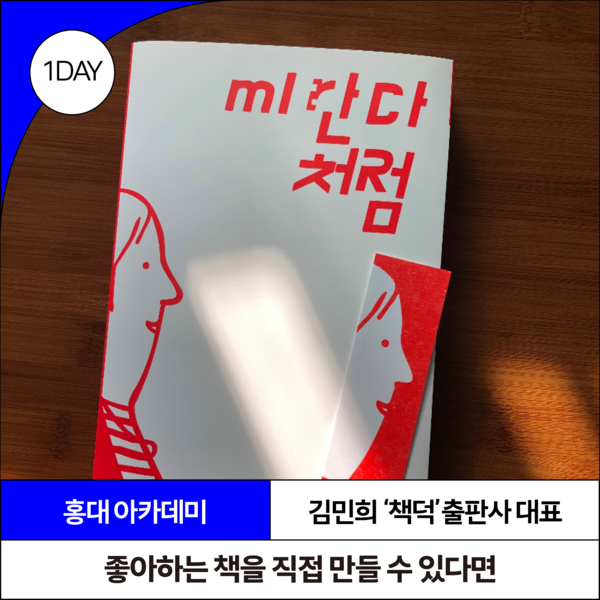 1DAY
미란다
처럼
홍대 아카데미
김민희 ‘책덕’ 출판사 대표
좋아하는 책을 직접 만들 수 있다면